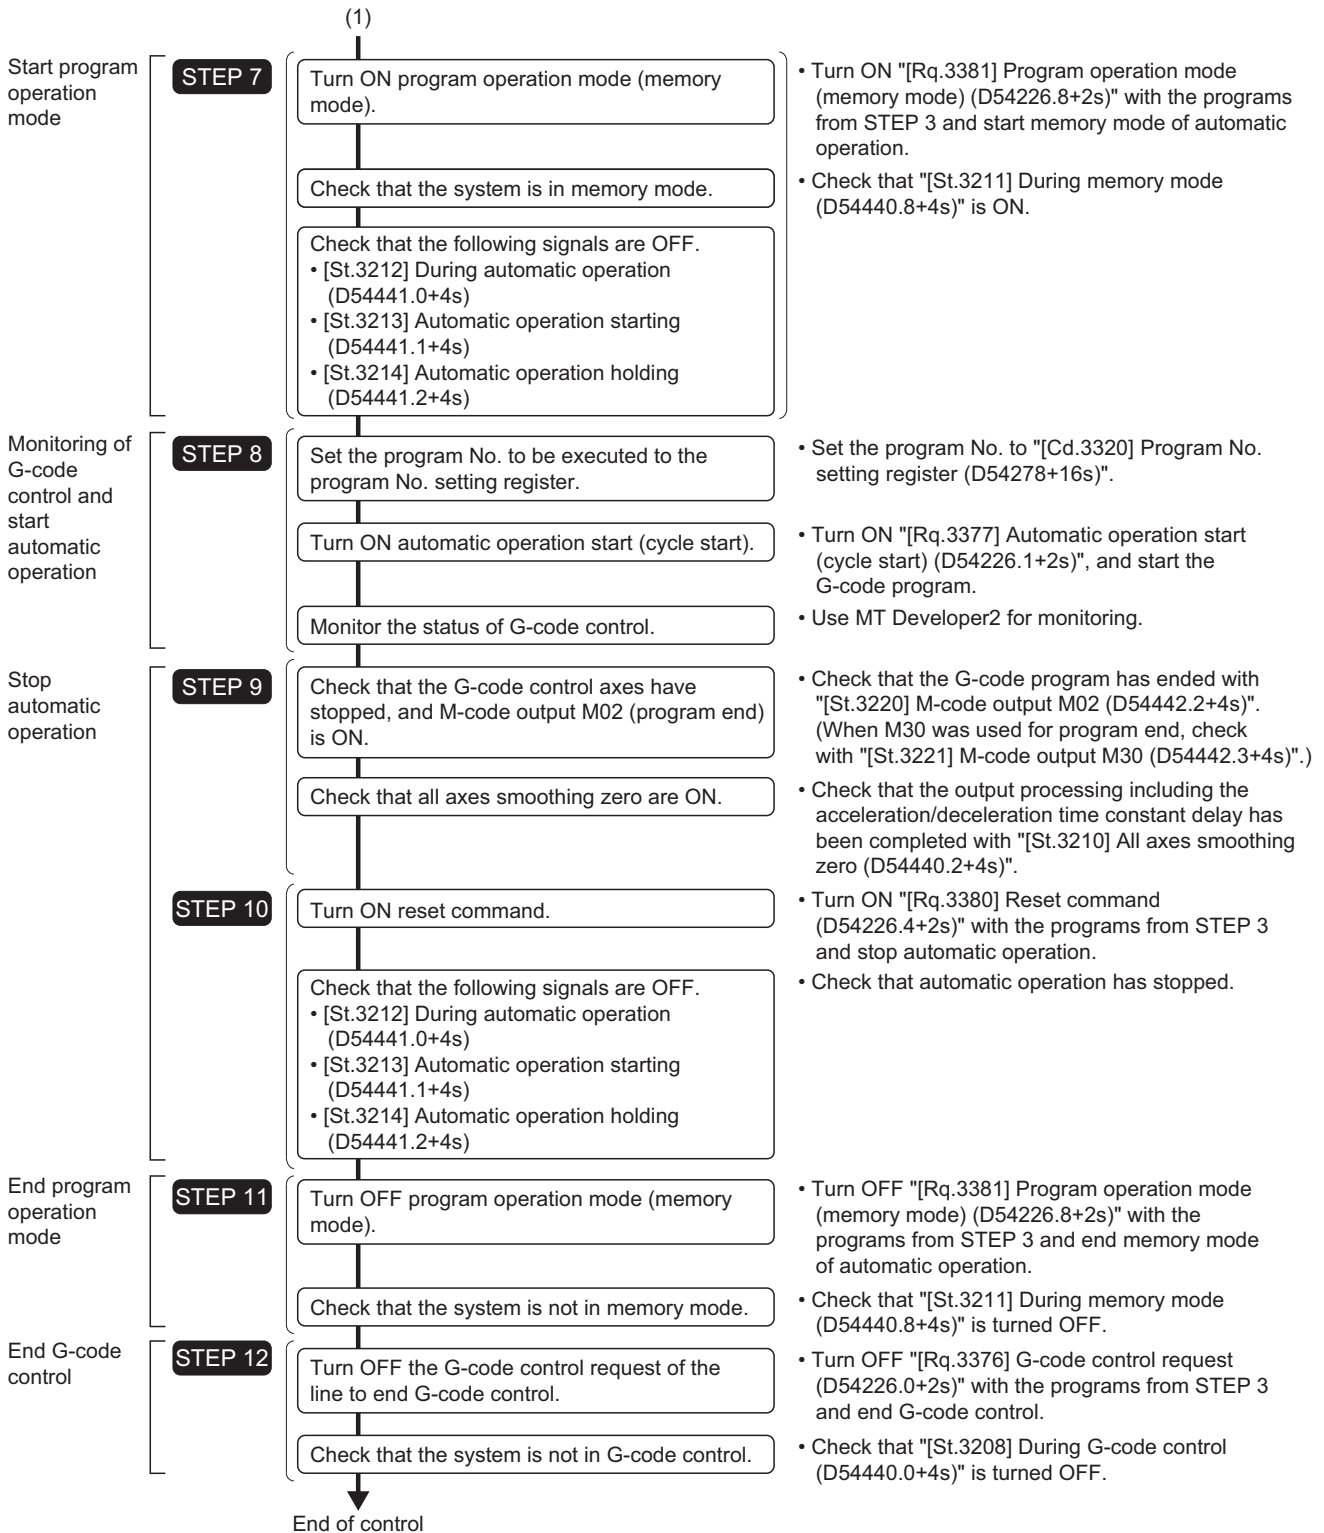 (1)
Start program
operation
mode
STEP 7
Turn ON program operation mode (memory
mode).
• Turn ON "[Rq.3381] Program operation mode
(memory mode) (D54226.8+2s)" with the programs
from STEP 3 and start memory mode of automatic
operation.
Check that the system is in memory mode.
• Check that "[St.3211] During memory mode
(D54440.8+4s)" is ON.
Check that the following signals are OFF.
• [St.3212] During automatic operation
(D54441.0+4s)
• [St.3213] Automatic operation starting
(D54441.1+4s)
• [St.3214] Automatic operation holding
(D54441.2+4s)
Monitoring of
G-code
control and
start
automatic
operation
STEP 8
Set the program No. to be executed to the
program No. setting register.
• Set the program No. to "[Cd.3320] Program No.
setting register (D54278+16s)".
Turn ON automatic operation start (cycle start).
• Turn ON "[Rq.3377] Automatic operation start
(cycle start) (D54226.1+2s)", and start the
G-code program.
Monitor the status of G-code control.
• Use MT Developer2 for monitoring.
Stop
automatic
operation
STEP 9
Check that the G-code control axes have
stopped, and M-code output M02 (program end)
is ON.
• Check that the G-code program has ended with
"[St.3220] M-code output M02 (D54442.2+4s)".
(When M30 was used for program end, check
with "[St.3221] M-code output M30 (D54442.3+4s)".)
Check that all axes smoothing zero are ON.
• Check that the output processing including the
acceleration/deceleration time constant delay has
been completed with "[St.3210] All axes smoothing
zero (D54440.2+4s)".
STEP 10
Turn ON reset command.
• Turn ON "[Rq.3380] Reset command
(D54226.4+2s)" with the programs from STEP 3
and stop automatic operation.
Check that the following signals are OFF.
• [St.3212] During automatic operation
(D54441.0+4s)
• [St.3213] Automatic operation starting
(D54441.1+4s)
• [St.3214] Automatic operation holding
(D54441.2+4s)
• Check that automatic operation has stopped.
End program
operation
mode
STEP 11
Turn OFF program operation mode (memory
mode).
• Turn OFF "[Rq.3381] Program operation mode
(memory mode) (D54226.8+2s)" with the
programs from STEP 3 and end memory mode
of automatic operation.
Check that the system is not in memory mode.
• Check that "[St.3211] During memory mode
(D54440.8+4s)" is turned OFF.
End G-code
control
STEP 12
Turn OFF the G-code control request of the
line to end G-code control.
• Turn OFF "[Rq.3376] G-code control request
(D54226.0+2s)" with the programs from STEP 3
and end G-code control.
Check that the system is not in G-code control.
• Check that "[St.3208] During G-code control
(D54440.0+4s)" is turned OFF.
End of control